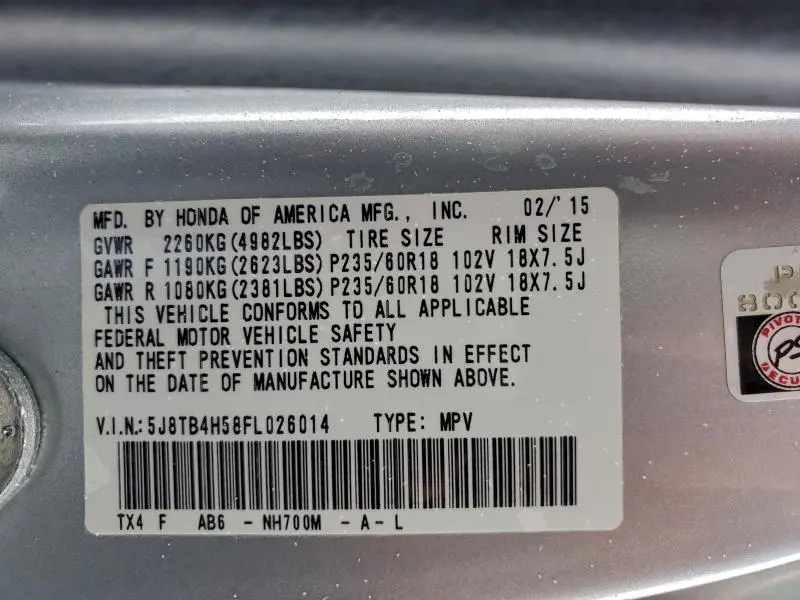 MFD. BY HONDA OF AMERICA MFG., INC. 02/'15
GVWR 2260KG(4982LBS) TIRE SIZE RIM SIZE
GAWR F 1190KG(2623LBS) P235/60R18 102V 18X7.5J
GAWR R 1080KG(2381LBS) P235/60R18 102V 18X7.5J
THIS VEHICLE CONFORMS TO ALL APPLICABLE
FEDERAL MOTOR VEHICLE SAFETY
AND THEFT PREVENTION STANDARDS IN EFFECT
ON THE DATE OF MANUFACTURE SHOWN ABOVE.
V.I.N.: 5J8TB4H58FL026014 TYPE: MPV
TX4 F AB6 - NH700M - A - L